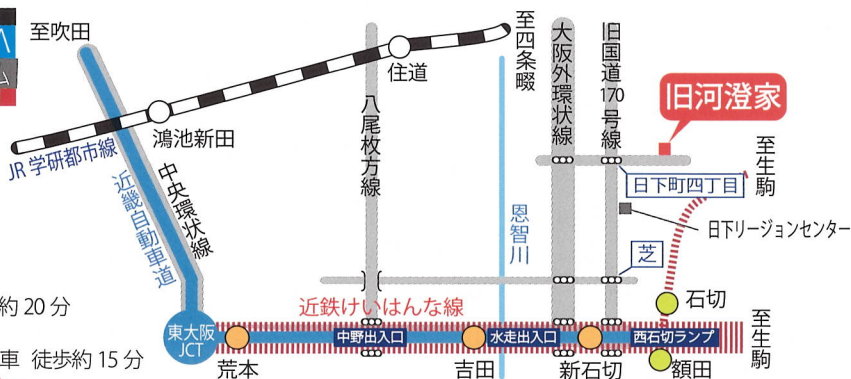 至吹田
住道
至四条畷
大阪外環状線
旧国道170号線
旧河澄家
八尾枚方線
鴻池新田
JR 学研都市線
近畿自動車道
中央環状線
至生駒
日下町四丁目
日下リージョンセンター
恩智川
芝
約 20 分
近鉄けいはんな線
石切
東大阪
JCT
中野出入口
水走出入口
西石切ランプ
至生駒
車 徒歩約 15 分
荒本
吉田
新石切
額田